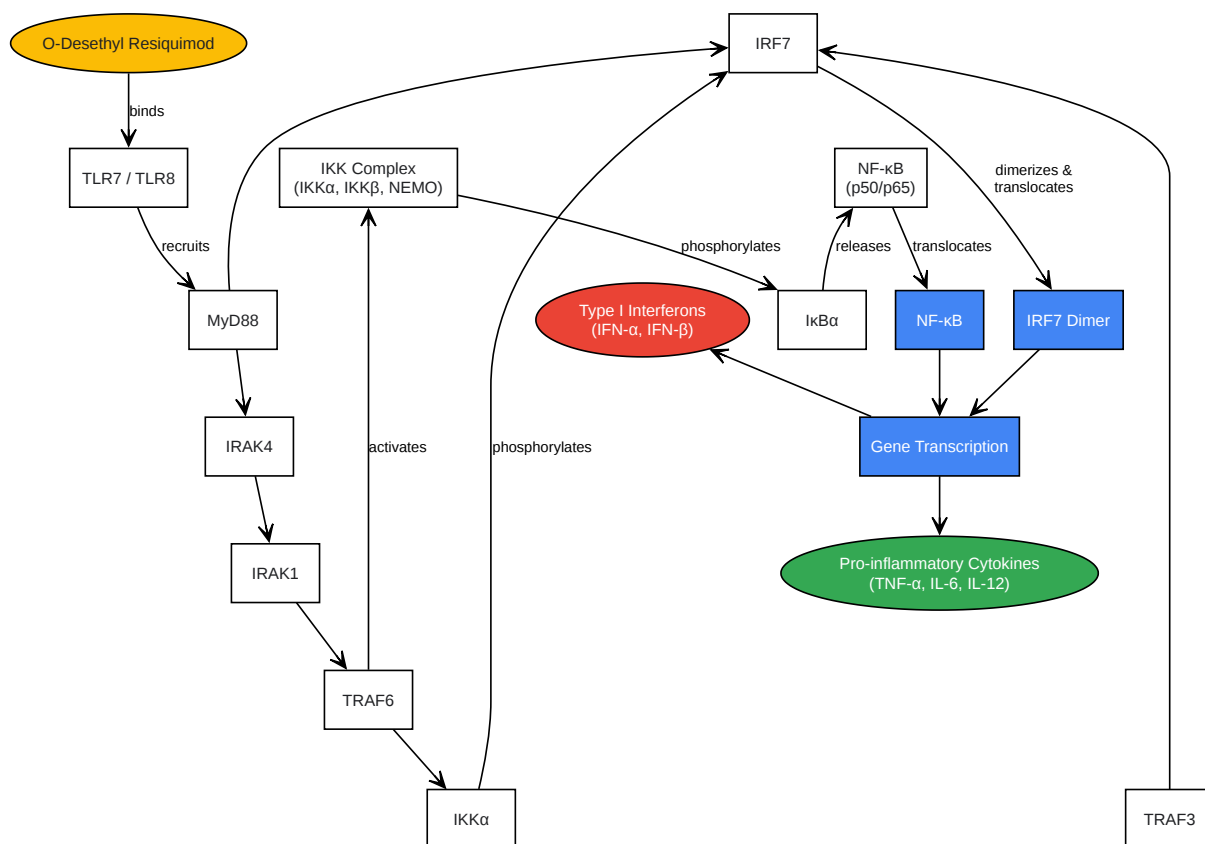 O-Desethyl Resiquimod
IRF7
binds
TLR7 / TLR8
IKK Complex
(IKKα, IKKβ, NEMO)
NF-κB
(p50/p65)
dimerizes &
translocates
recruits
phosphorylates
releases
translocates
MyD88
Type I Interferons
(IFN-α, IFN-β)
IκBα
NF-κB
IRF7 Dimer
IRAK4
activates
phosphorylates
Gene Transcription
IRAK1
Pro-inflammatory Cytokines
(TNF-α, IL-6, IL-12)
TRAF6
IKKα
TRAF3